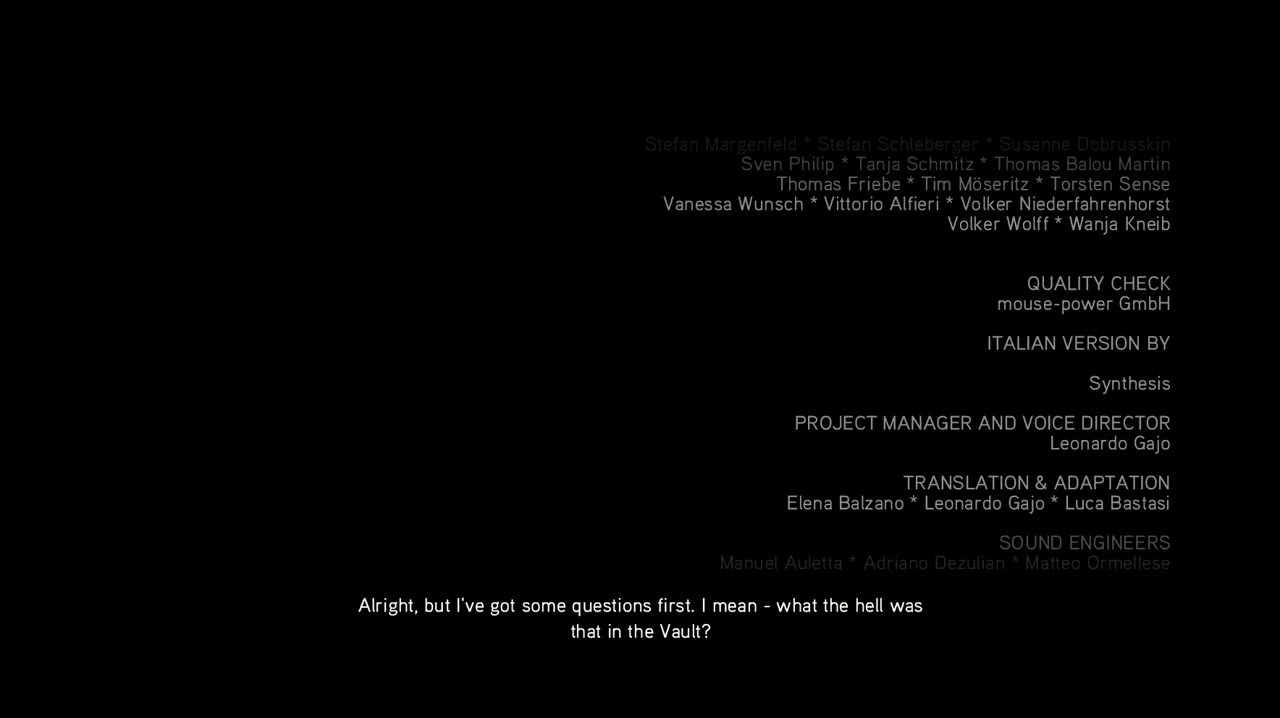 Stefan Margenfeld * Stefan Schleberger * Susanne Dobrusskin
Sven Philip * Tanja Schmitz * Thomas Balou Martin
Thomas Friebe * Tim Möseritz * Torsten Sense
Vanessa Wunsch * Vittorio Alfieri * Volker Niederfahrenhorst
Volker Wolff * Wanja Kneib
QUALITY CHECK
mouse-power GmbH
ITALIAN VERSION BY
Synthesis
PROJECT MANAGER AND VOICE DIRECTOR
Leonardo Gajo
TRANSLATION & ADAPTATION
Elena Balzano * Leonardo Gajo * Luca Bastasi
SOUND ENGINEERS
Manuel Auletta * Adriano Dezulian * Matteo Ormellese
Alright, but I've got some questions first. I mean - what the hell was
that in the Vault?